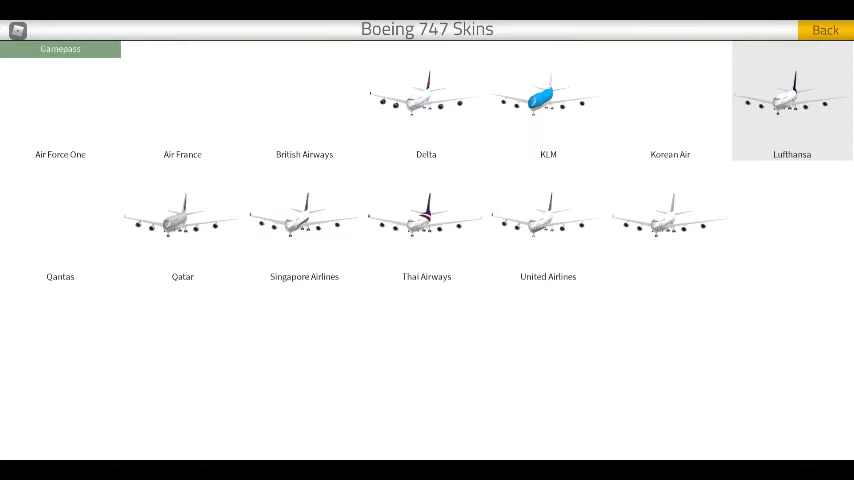 Boeing 747 Skins
Back
Gamepass
Air Force One
Air France
British Airways
Delta
KLM
Korean Air
Lufthansa
Qantas
Qatar
Singapore Airlines
Thai Airways
United Airlines